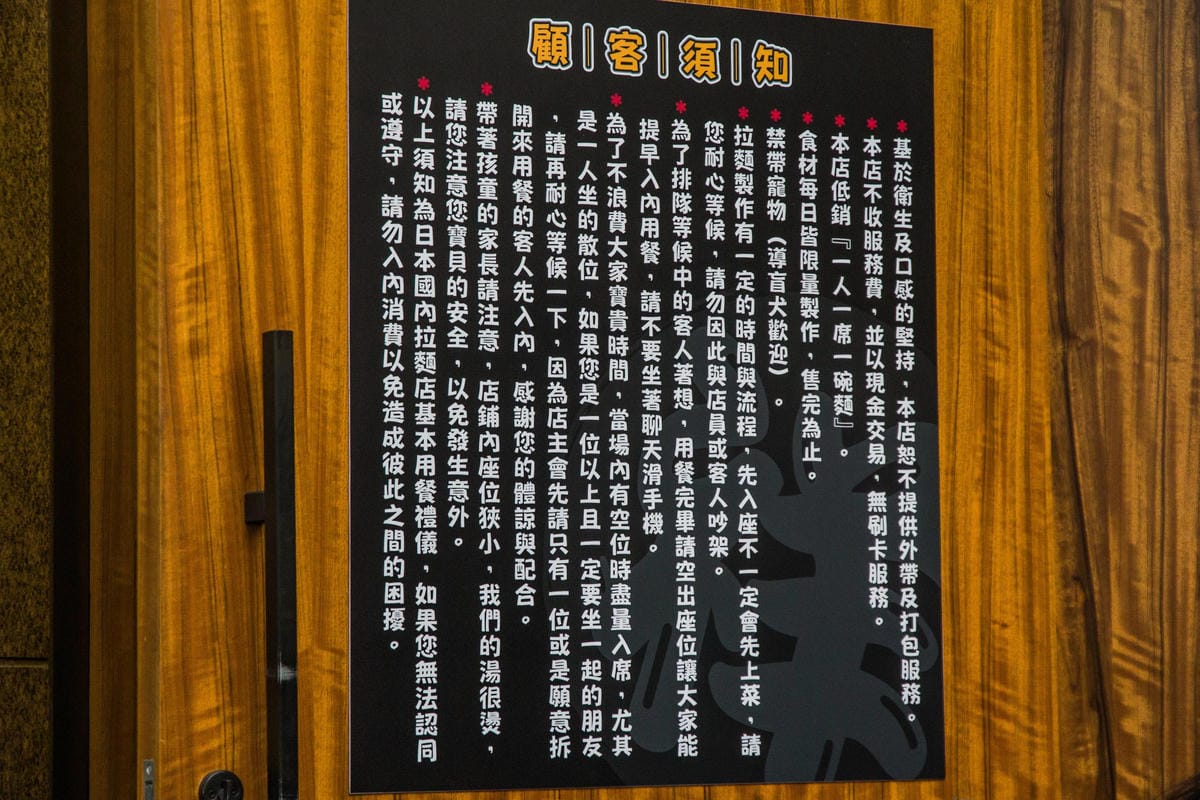 顧|客|須|知
*基於衛生及口感的堅持，本店恕不提供外帶及打包服務。
*本店不收服務費，並以現金交易，無刷卡服務。
*本店低銷『一人一席一碗麵』。
*食材每日皆限量製作，售完為止。
*禁帶寵物（導盲犬歡迎）。
*拉麵製作有一定的時間與流程，先入座不一定會先上菜，請
您耐心等候，請勿因此與店員或客人吵架。
*為了排隊等候中的客人著想，用餐完畢請空出座位讓大家能
提早入內用餐，請不要坐著聊天滑手機。
*為了不浪費大家寶貴時間，當場內有空位時盡量入席，尤其
是一人坐的散位，如果您是一位以上且一定要坐一起的朋友
，請再耐心等候一下，因為店主會先請只有一位或是願意拆
開來用餐的客人先入內，感謝您的體諒與配合。
*帶著孩童的家長請注意，店鋪內座位狹小，我們的湯很燙，
請您注意您寶貝的安全，以免發生意外。
*以上須知為日本國內拉麵店基本用餐禮儀，如果您無法認同
或遵守，請勿入內消費以免造成彼此之間的困擾。